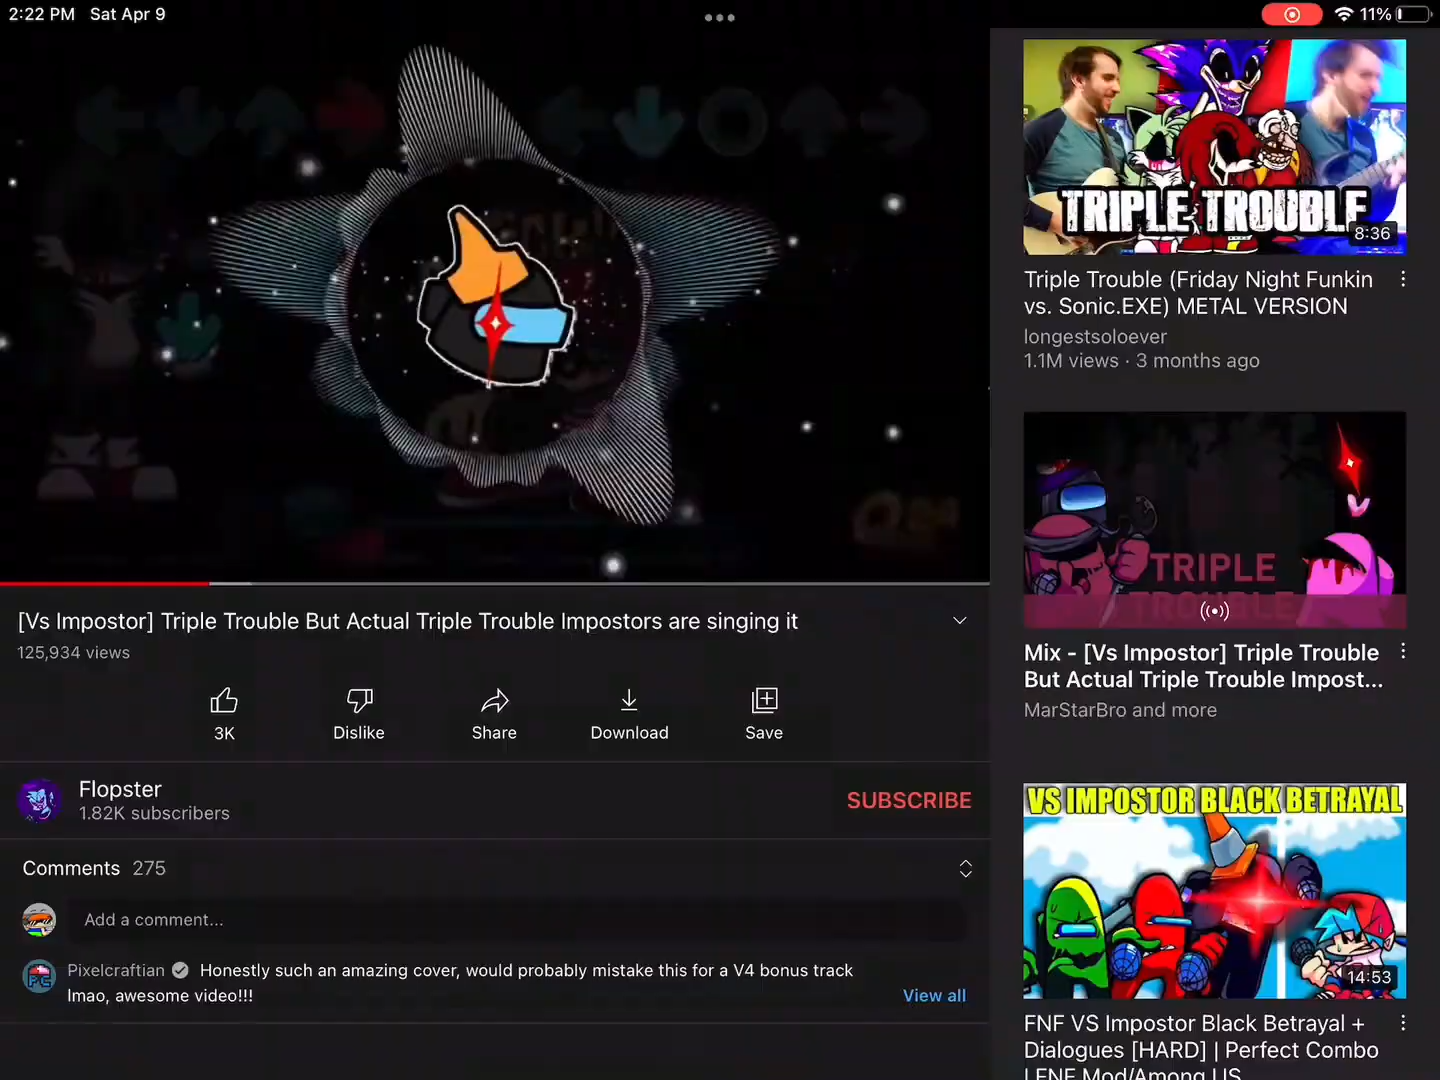 2:22 PM Sat Apr 9
11%
TRIPLE TROUBLE
8:36
Triple Trouble (Friday Night Funkin
vs. Sonic.EXE) METAL VERSION
longestsoloever
1.1M views · 3 months ago
TRIPLE
TROUBLE
Mix - [Vs Impostor] Triple Trouble
But Actual Triple Trouble Impost...
MarStarBro and more
VS IMPOSTOR BLACK BETRAYAL
14:53
FNF VS Impostor Black Betrayal +
Dialogues [HARD] | Perfect Combo
| FNF Mod/Among US
[Vs Impostor] Triple Trouble But Actual Triple Trouble Impostors are singing it
125,934 views
3K
Dislike
Share
Download
Save
Flopster
1.82K subscribers
SUBSCRIBE
Comments 275
Add a comment...
Pixelcraftian Honestly such an amazing cover, would probably mistake this for a V4 bonus track
lmao, awesome video!!!
View all